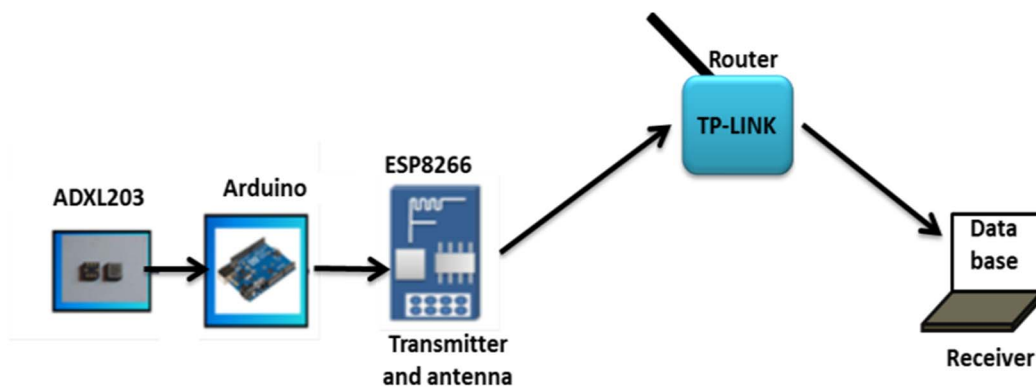 ADXL203
Arduino
ESP8266
Transmitter
and antenna
Router
TP-LINK
Data
base
Receiver